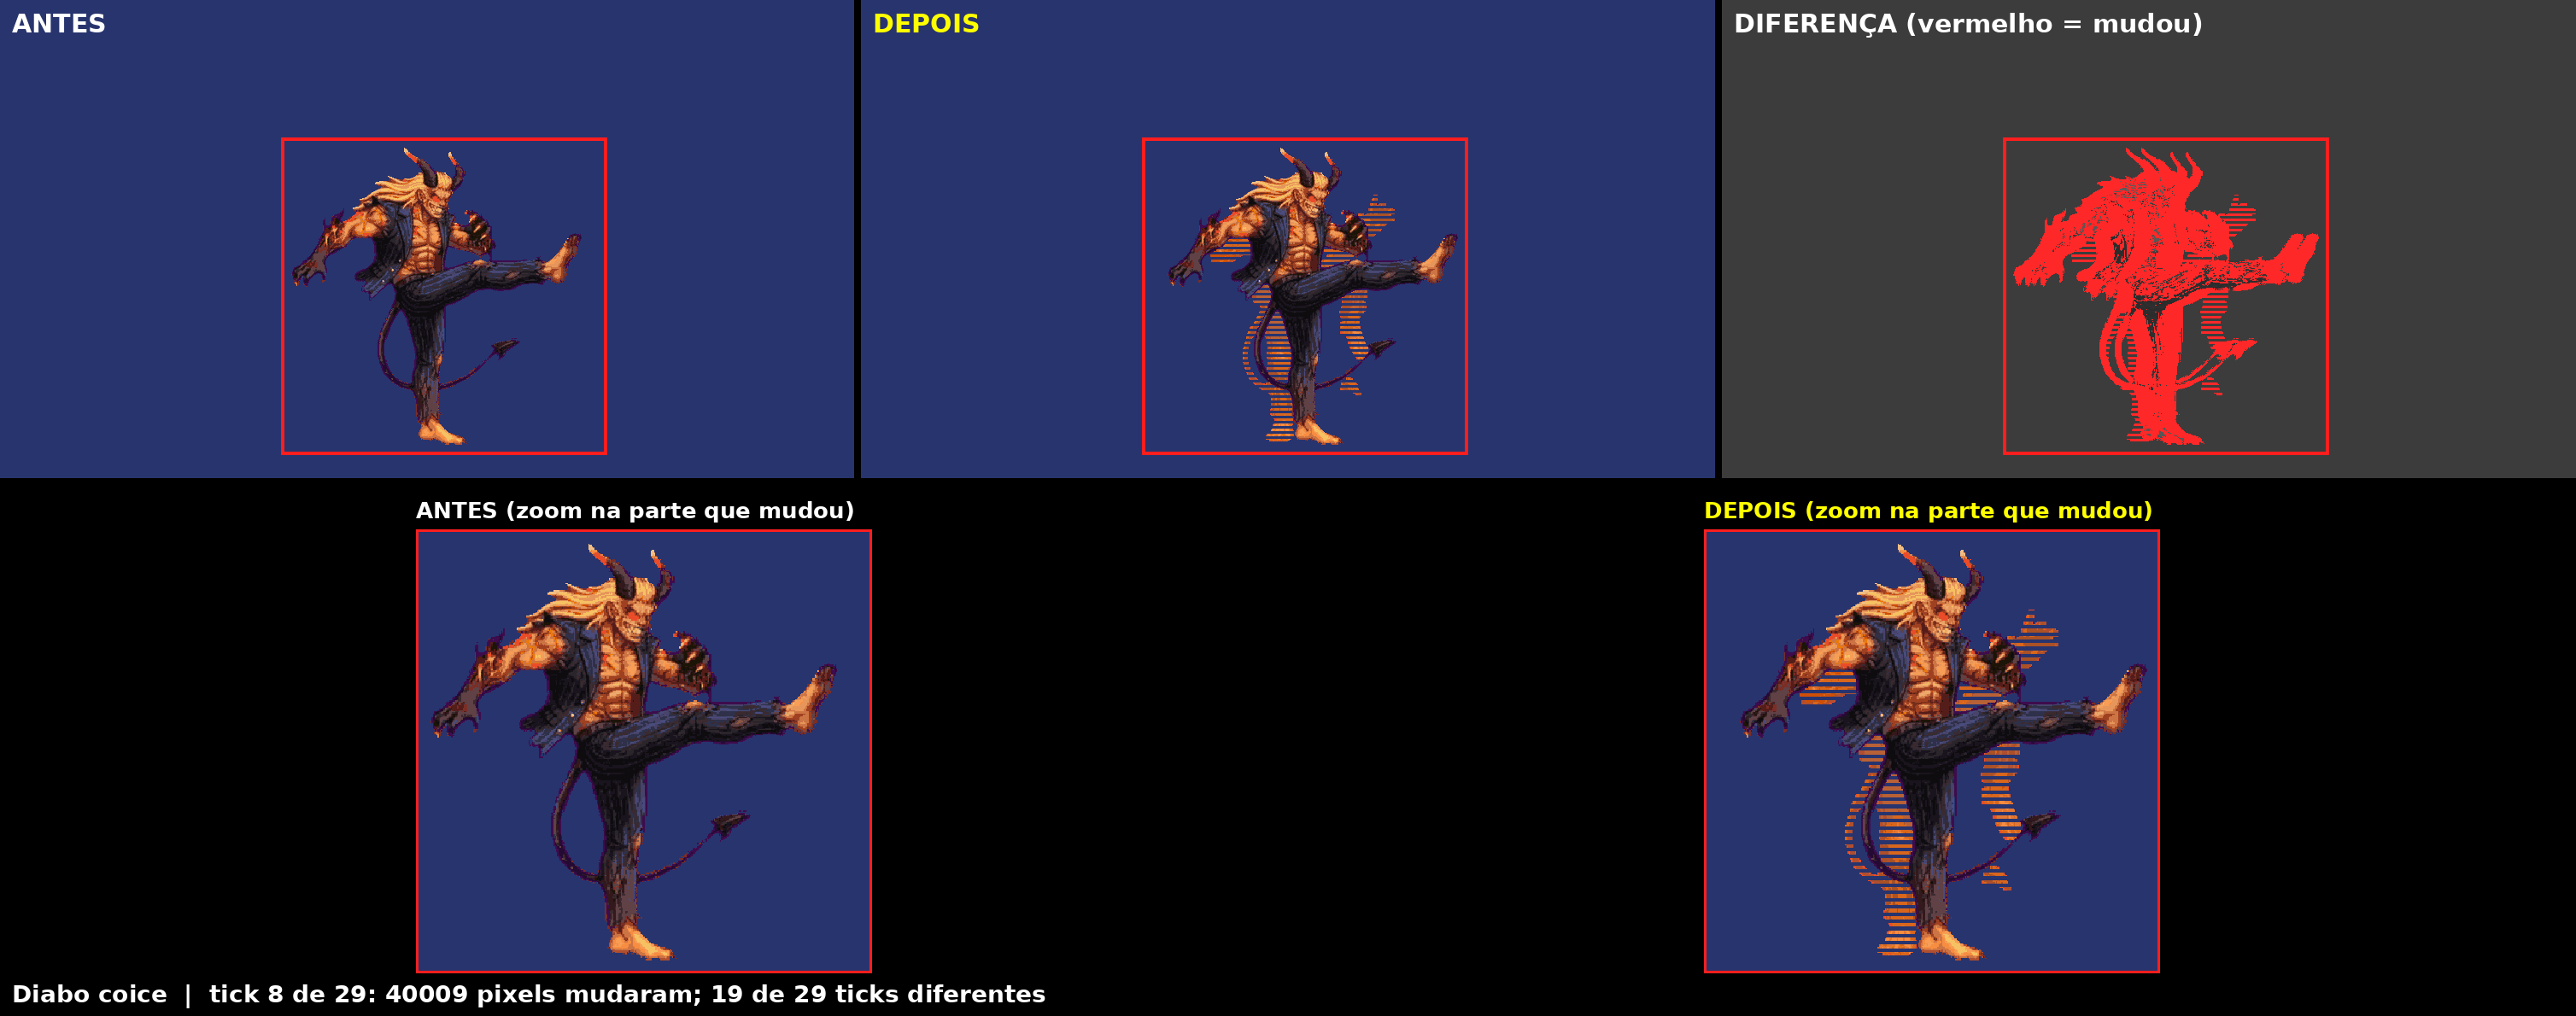 ANTES
DEPOIS
DIFERENÇA (vermelho = mudou)
ANTES (zoom na parte que mudou)
DEPOIS (zoom na parte que mudou)
Diabo coice | tick 8 de 29: 40009 pixels mudaram; 19 de 29 ticks diferentes